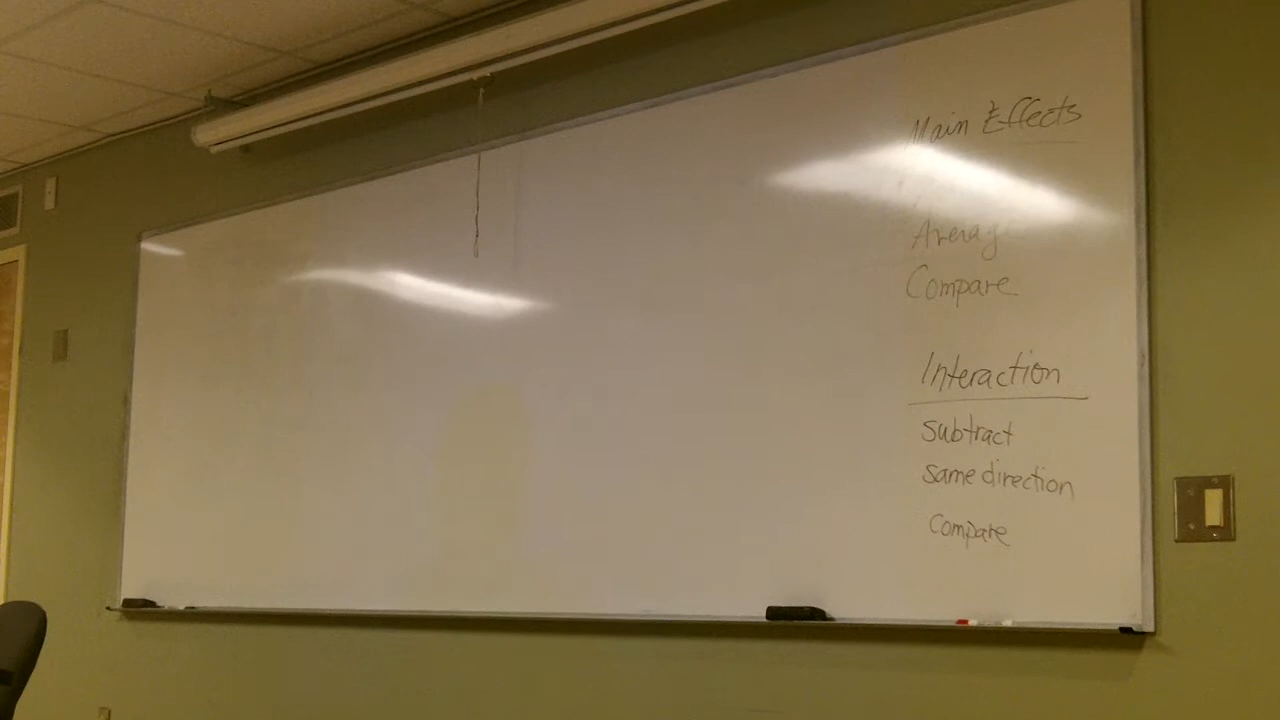 Main Effects
Average
Compare
Interaction
Subtract
same direction
Compare